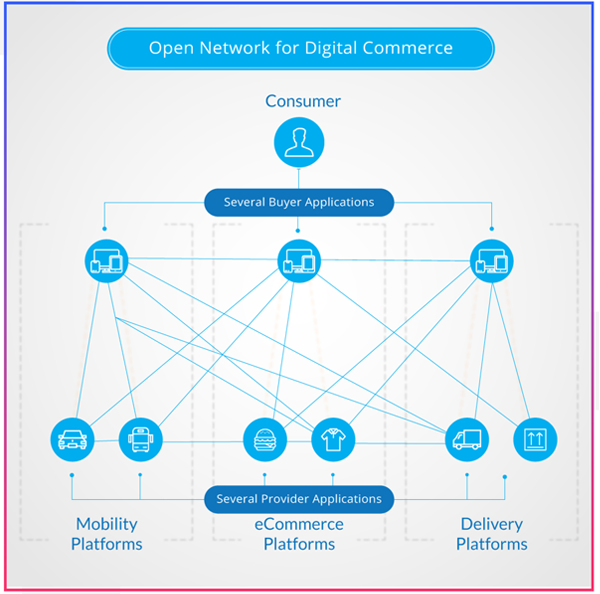 Open Network for Digital Commerce
Consumer
Several Buyer Applications
Several Provider Applications
Mobility
Platforms
eCommerce
Platforms
Delivery
Platforms